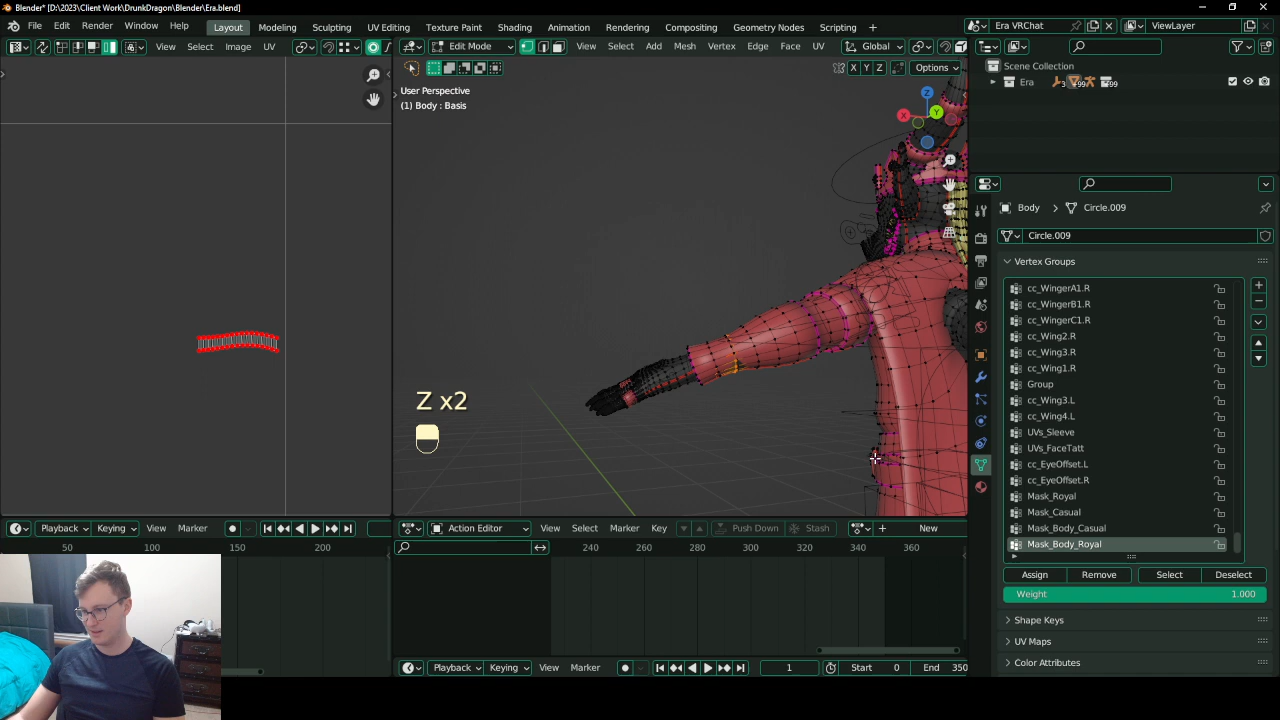 Blender* [D:\2023\Client Work\DrunkDragon\Blender\Era.blend]
File Edit Render Window Help Layout Modeling Sculpting UV Editing Texture Paint Shading Animation Rendering Compositing Geometry Nodes Scripting + Era VRChat ViewLayer
View Select Image UV Edit Mode View Select Add Mesh Vertex Edge Face UV Global
X Y Z Options
Scene Collection
Era 3 99 99
User Perspective
(1) Body : Basis
Z
Y
X
Body > Circle.009
Circle.009
Vertex Groups
cc_WingerA1.R
cc_WingerB1.R
cc_WingerC1.R
cc_Wing2.R
cc_Wing3.R
cc_Wing1.R
Group
cc_Wing3.L
cc_Wing4.L
UVs_Sleeve
UVs_FaceTatt
cc_EyeOffset.L
cc_EyeOffset.R
Mask_Royal
Mask_Casual
Mask_Body_Casual
Mask_Body_Royal
Z x2
Assign Remove Select Deselect
Weight 1.000
Shape Keys
UV Maps
Color Attributes
Playback Keying View Marker Action Editor View Select Marker Key Push Down Stash + New
50 100 150 200 240 260 280 300 320 340 360
Playback Keying View Marker 1 Start 0 End 350